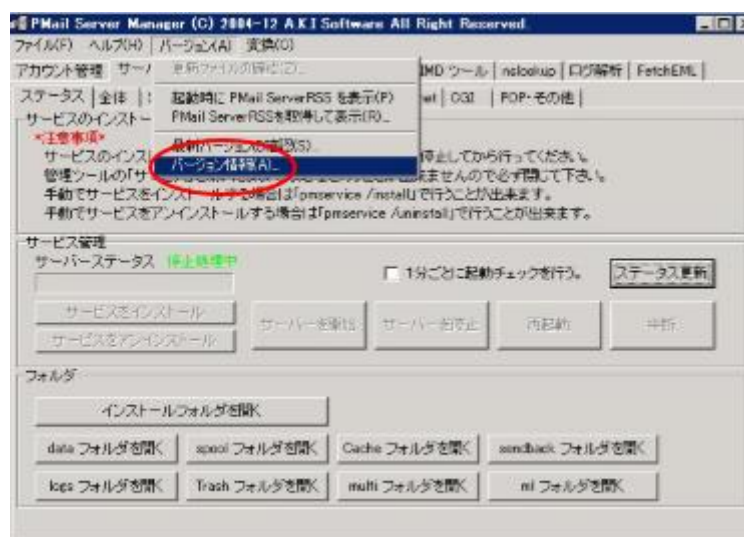 PMail Server Manager (C) 2004-12 A.K.I Software All Right Reserved.
ファイル(F) ヘルプ(H) バージョン(A) 変換(O)
アカウント管理 サーバ IMD ツール nslookup ログ解析 FetchEML
ステータス 全体 CGI POP・その他
起動時に PMail ServerRSS を表示(P)
PMail ServerRSSを取得して表示(R)...
最新バージョンの確認(S)...
バージョン情報(A)...
サービスのインストー
*注意事項*
サービスのインス 停止してから行ってください。
管理ツールの「サ 出来ませんので必ず閉じて下さい。
手動でサービスをインストールする場合は「pmservice /install」で行うことが出来ます。
手動でサービスをアンインストールする場合は「pmservice /uninstall」で行うことが出来ます。
サービス管理
サーバーステータス 停止処理中
1分ごとに起動チェックを行う。 ステータス更新
サービスをインストール
サービスをアンインストール
サーバーを停止 再起動
フォルダ
インストールフォルダを開く
data フォルダを開く spool フォルダを開く Cache フォルダを開く sendback フォルダを開く
logs フォルダを開く Trash フォルダを開く multi フォルダを開く ml フォルダを開く